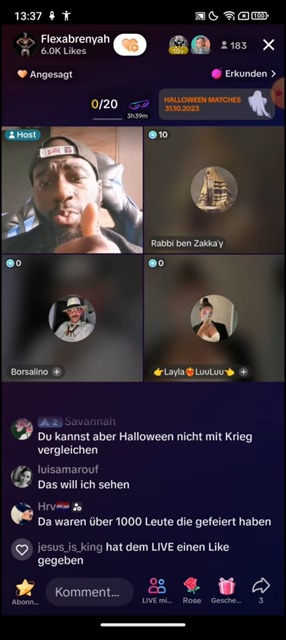 13:37
100
Flexabrenyah
6.0K Likes
10+
183
Angesagt
Erkunden
0/20
3h39m
HALLOWEEN MATCHES
31.10.2023
Host
10
Rabbi ben Zakka'y
0
0
Borsalino
👉Layla❤️‍🔥LuuLuu👈
2 Savannah
Du kannst aber Halloween nicht mit Krieg
vergleichen
luisamarouf
Das will ich sehen
Hrv🇭🇷
Da waren über 1000 Leute die gefeiert haben
jesus_is_king hat dem LIVE einen Like
gegeben
Komment...
Abonn...
LIVE mi...
Rose
Gesche...
3